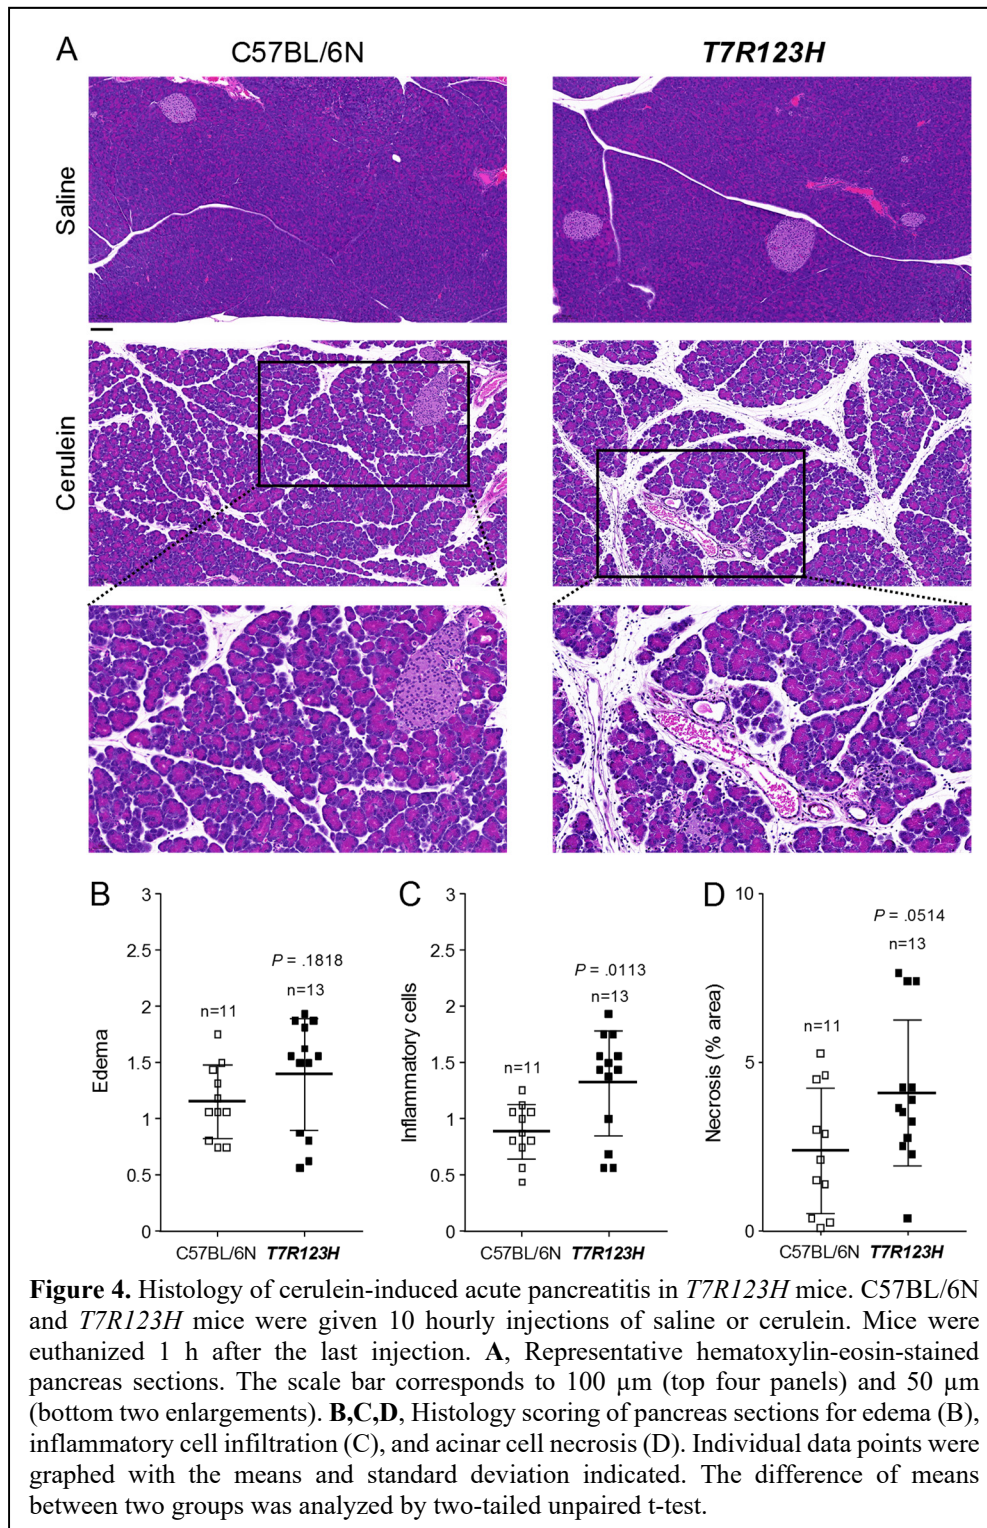 A
C57BL/6N
T7R123H
Saline
Cerulein
B
3
2.5
2
1.5
1
0.5
0
Edema
n=11
P = .1818
n=13
C57BL/6N T7R123H
C
3
2.5
2
1.5
1
0.5
0
Inflammatory cells
n=11
P = .0113
n=13
C57BL/6N T7R123H
D
10
5
0
Necrosis (% area)
n=11
P = .0514
n=13
C57BL/6N T7R123H
Figure 4. Histology of cerulein-induced acute pancreatitis in T7R123H mice. C57BL/6N
and T7R123H mice were given 10 hourly injections of saline or cerulein. Mice were
euthanized 1 h after the last injection. A, Representative hematoxylin-eosin-stained
pancreas sections. The scale bar corresponds to 100 µm (top four panels) and 50 µm
(bottom two enlargements). B,C,D, Histology scoring of pancreas sections for edema (B),
inflammatory cell infiltration (C), and acinar cell necrosis (D). Individual data points were
graphed with the means and standard deviation indicated. The difference of means
between two groups was analyzed by two-tailed unpaired t-test.